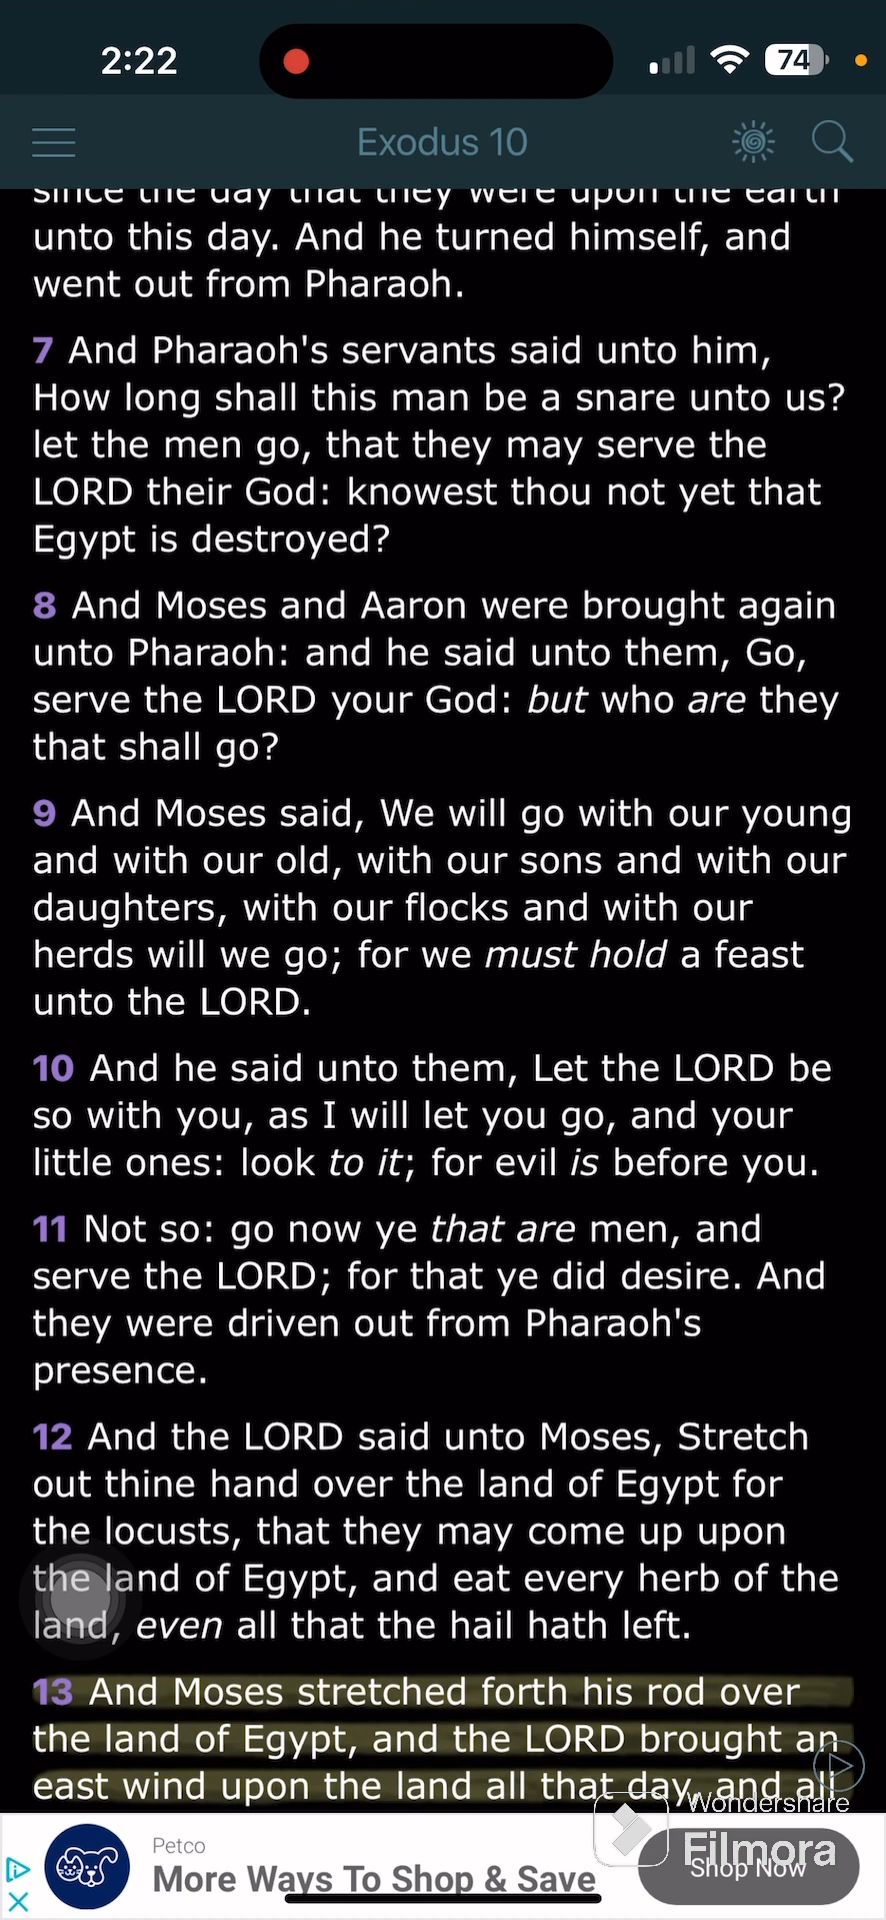 2:22
74
Exodus 10
since the day that they were upon the earth
unto this day. And he turned himself, and
went out from Pharaoh.
7 And Pharaoh's servants said unto him,
How long shall this man be a snare unto us?
let the men go, that they may serve the
LORD their God: knowest thou not yet that
Egypt is destroyed?
8 And Moses and Aaron were brought again
unto Pharaoh: and he said unto them, Go,
serve the LORD your God: but who are they
that shall go?
9 And Moses said, We will go with our young
and with our old, with our sons and with our
daughters, with our flocks and with our
herds will we go; for we must hold a feast
unto the LORD.
10 And he said unto them, Let the LORD be
so with you, as I will let you go, and your
little ones: look to it; for evil is before you.
11 Not so: go now ye that are men, and
serve the LORD; for that ye did desire. And
they were driven out from Pharaoh's
presence.
12 And the LORD said unto Moses, Stretch
out thine hand over the land of Egypt for
the locusts, that they may come up upon
the land of Egypt, and eat every herb of the
land, even all that the hail hath left.
13 And Moses stretched forth his rod over
the land of Egypt, and the LORD brought an
east wind upon the land all that day, and all
Wondershare
Filmora
Petco
More Ways To Shop & Save
Shop Now